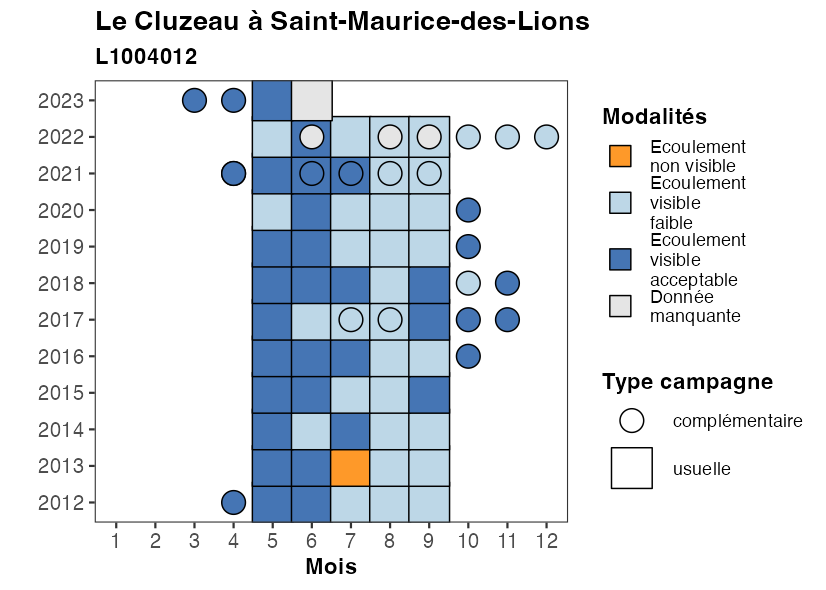 Le Cluzeau à Saint-Maurice-des-Lions
L1004012
2023
2022
2021
2020
2019
2018
2017
2016
2015
2014
2013
2012
1 2 3 4 5 6 7 8 9 10 11 12
Mois
Modalités
Ecoulement
non visible
Ecoulement
visible
faible
Ecoulement
visible
acceptable
Donnée
manquante
Type campagne
complémentaire
usuelle